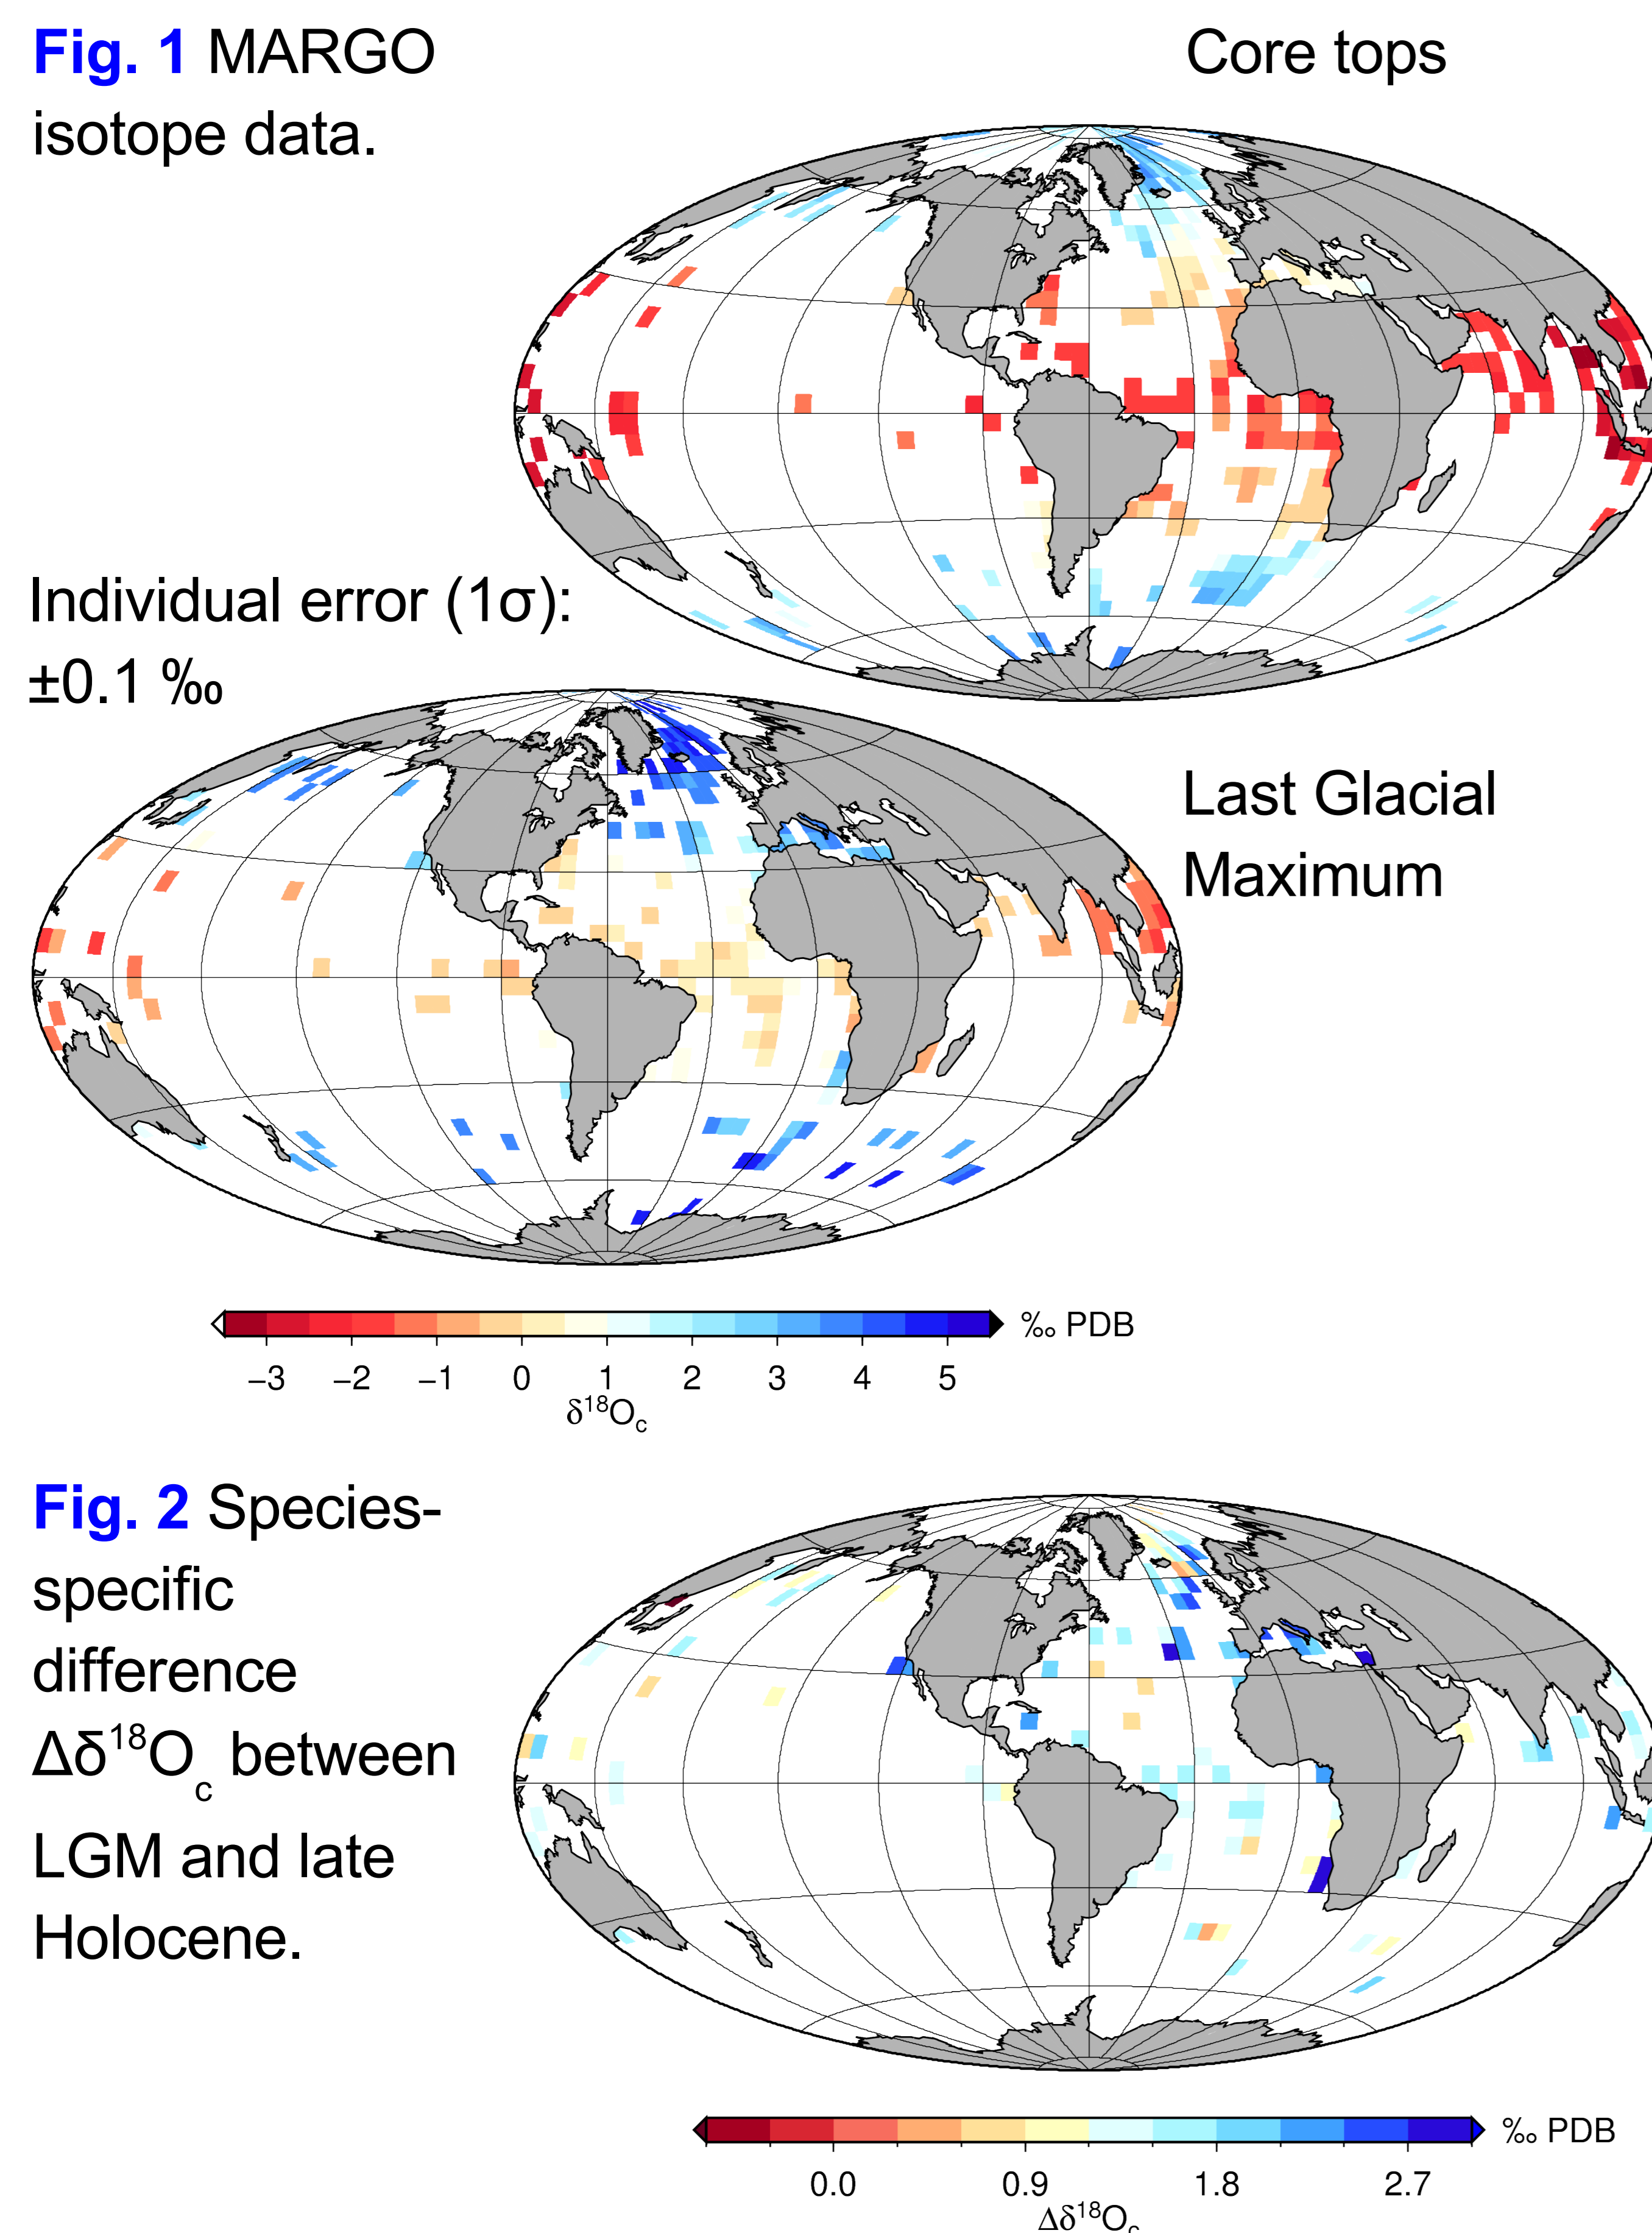 Fig. 1 MARGO
isotope data.
Core tops
Individual error (1σ):
±0.1 ‰
Last Glacial
Maximum
‰ PDB
−3 −2 −1 0 1 2 3 4 5
δ¹⁸Oc
Fig. 2 Species-
specific
difference
Δδ¹⁸Oc between
LGM and late
Holocene.
‰ PDB
0.0 0.9 1.8 2.7
Δδ¹⁸Oc